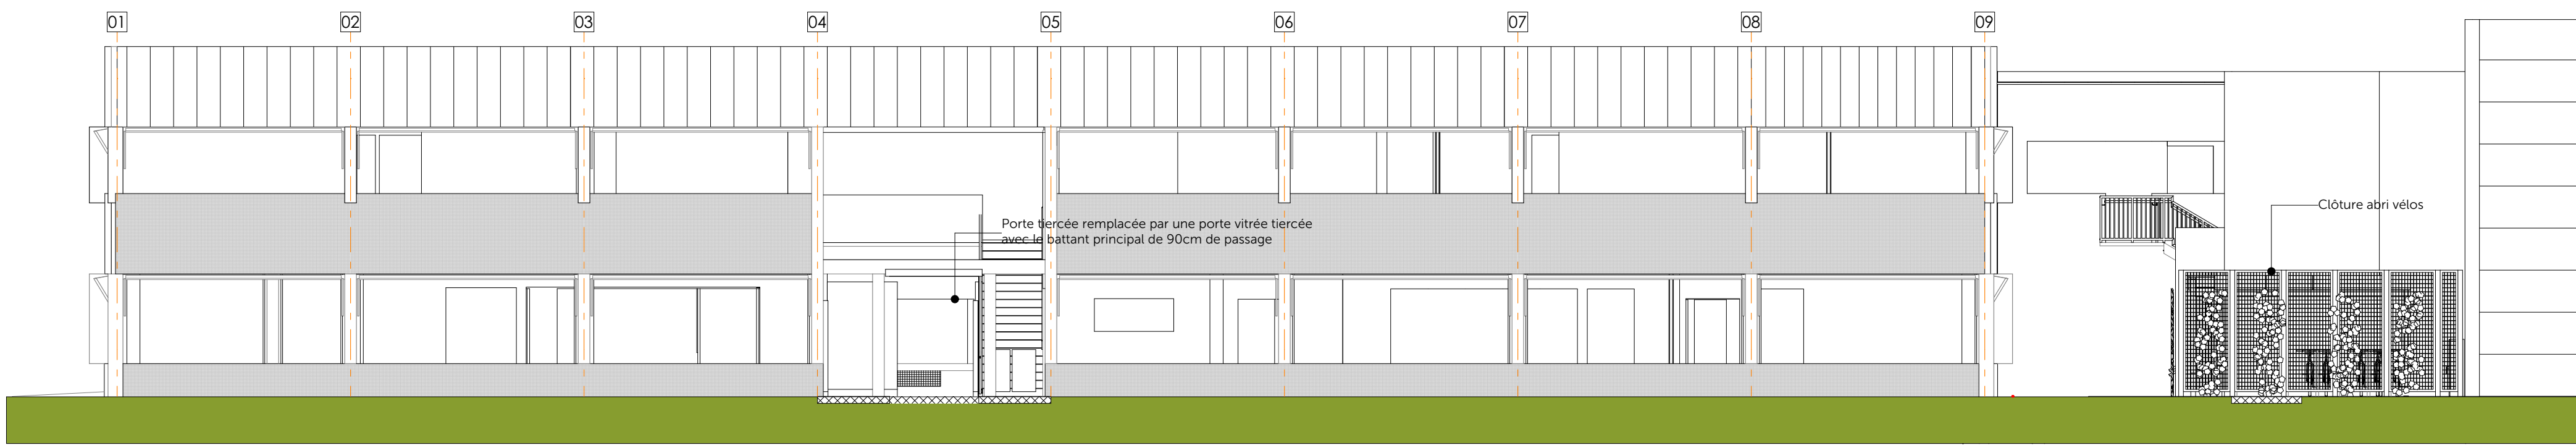 01 02 03 04 05 06 07 08 09
Clôture abri vélos
Porte tiercée remplacée par une porte vitrée tiercée
avec le battant principal de 90cm de passage